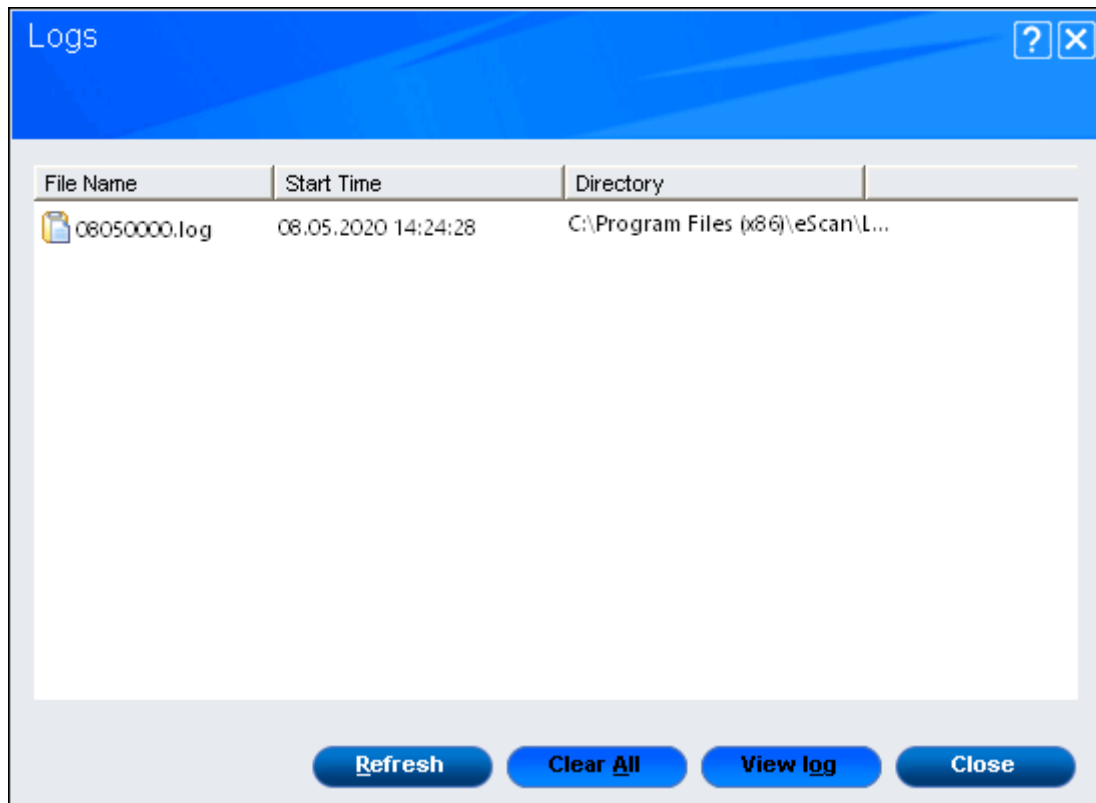 Logs
File Name Start Time Directory
08050000.log 08.05.2020 14:24:28 C:\Program Files (x86)\eScan\L...
Refresh Clear All View log Close